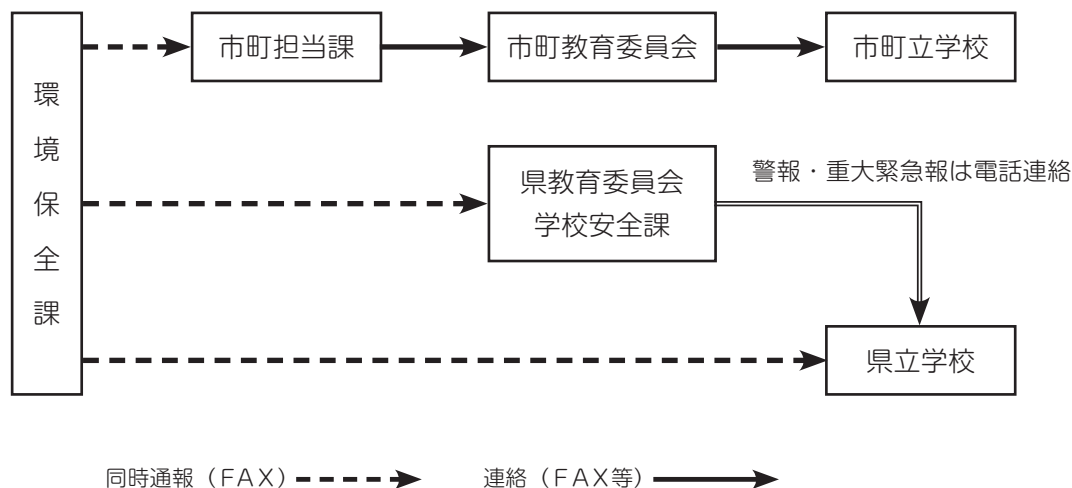 環境保全課
市町担当課
市町教育委員会
市町立学校
県教育委員会
学校安全課
警報・重大緊急報は電話連絡
県立学校
同時通報（ＦＡＸ）
連絡（ＦＡＸ等）